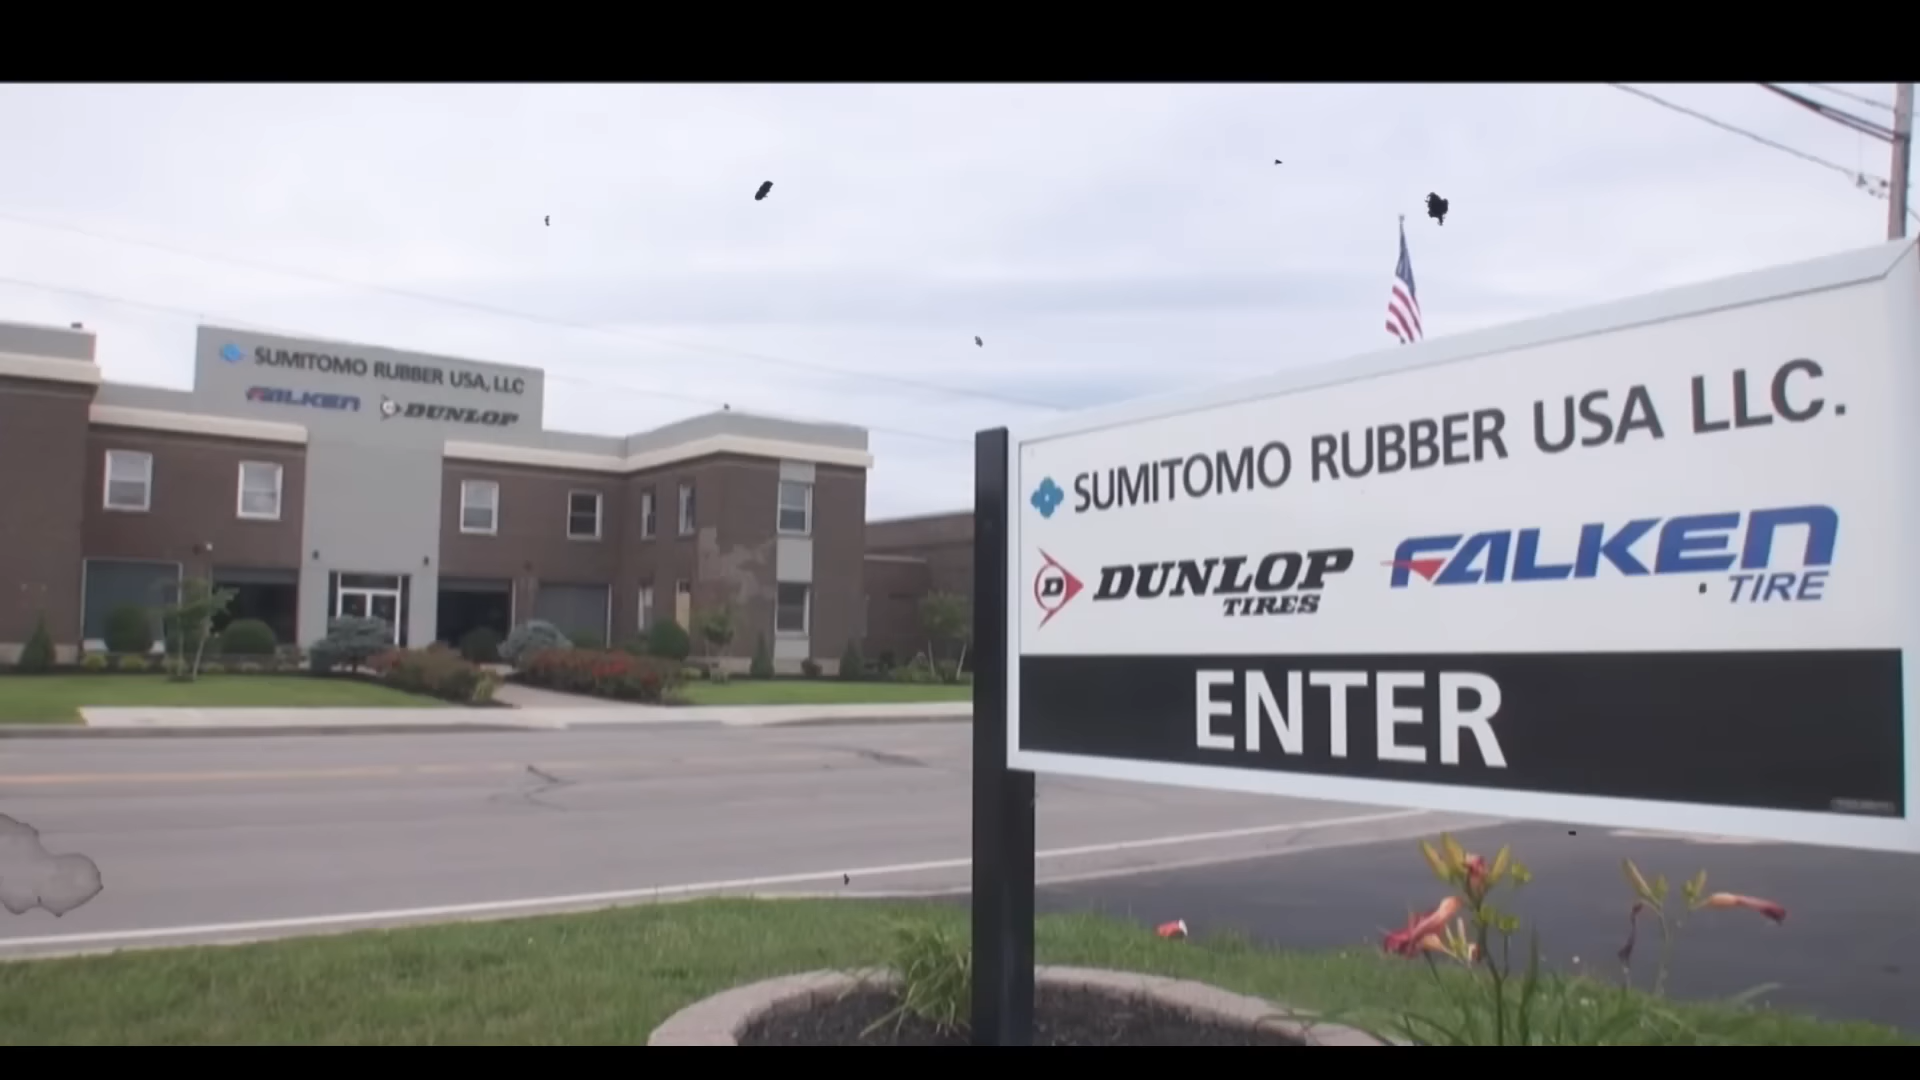 SUMITOMO RUBBER USA, LLC
FALKEN DUNLOP
SUMITOMO RUBBER USA LLC.
D DUNLOP TIRES
FALKEN TIRE
ENTER